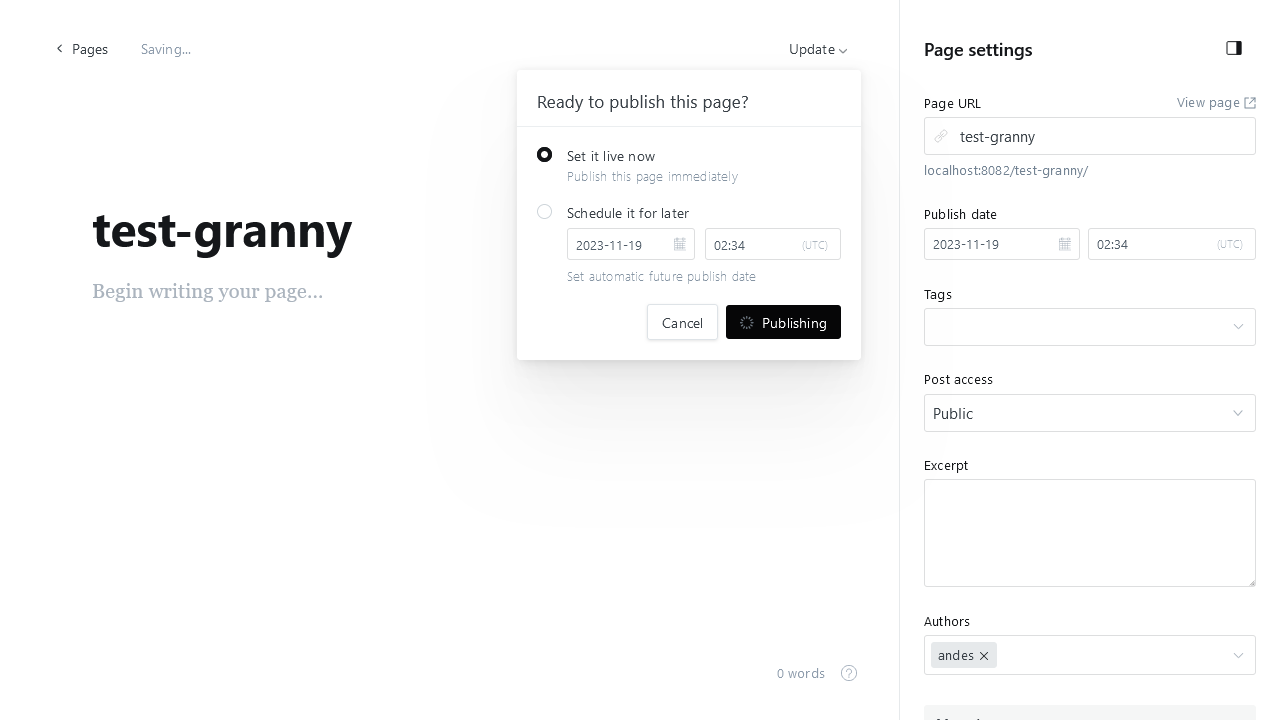 Pages
Saving...
Update
Ready to publish this page?
Set it live now
Publish this page immediately
Schedule it for later
2023-11-19
02:34
(UTC)
Set automatic future publish date
Cancel
Publishing
test-granny
Begin writing your page...
0 words
?
Page settings
Page URL
View page
test-granny
localhost:8082/test-granny/
Publish date
2023-11-19
02:34
(UTC)
Tags
Post access
Public
Excerpt
Authors
andes